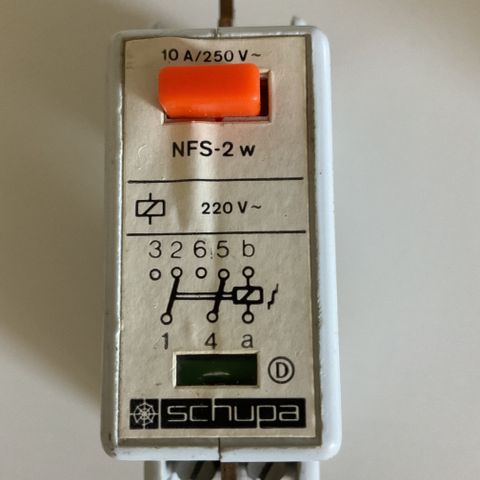 10 A/250 V~
NFS-2 w
220 V~
3 2 6 5 b
1 4 a
D
schupa